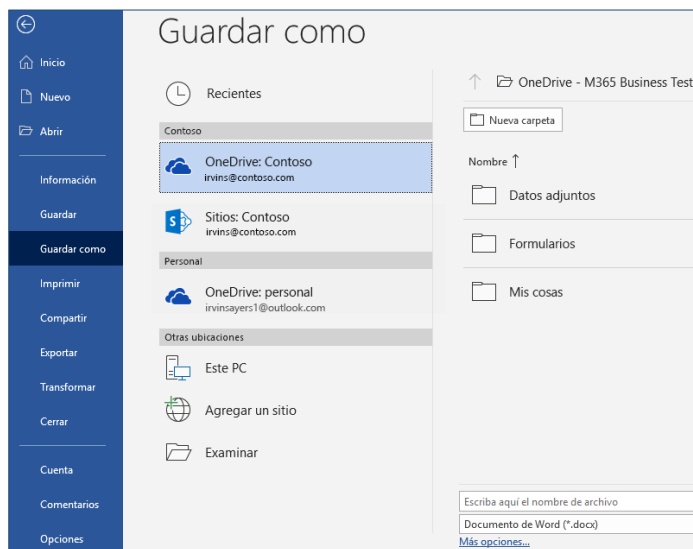 Guardar como
Inicio
Nuevo
Abrir
Información
Guardar
Guardar como
Imprimir
Compartir
Exportar
Transformar
Cerrar
Cuenta
Comentarios
Opciones
Recientes
Contoso
OneDrive: Contoso
irvins@contoso.com
Sitios: Contoso
irvins@contoso.com
Personal
OneDrive: personal
irvinsayers1@outlook.com
Otras ubicaciones
Este PC
Agregar un sitio
Examinar
OneDrive - M365 Business Test
Nueva carpeta
Nombre ↑
Datos adjuntos
Formularios
Mis cosas
Escriba aquí el nombre de archivo
Documento de Word (*.docx)
Más opciones...